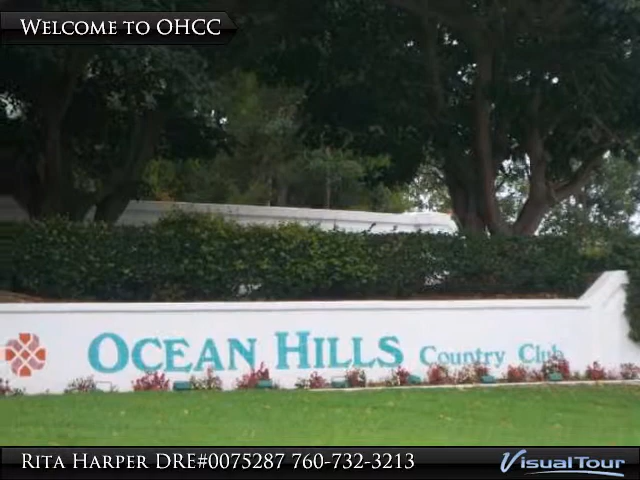 Welcome to OHCC
OCEAN HILLS Country Club
Rita Harper DRE#0075287 760-732-3213
VisualTour